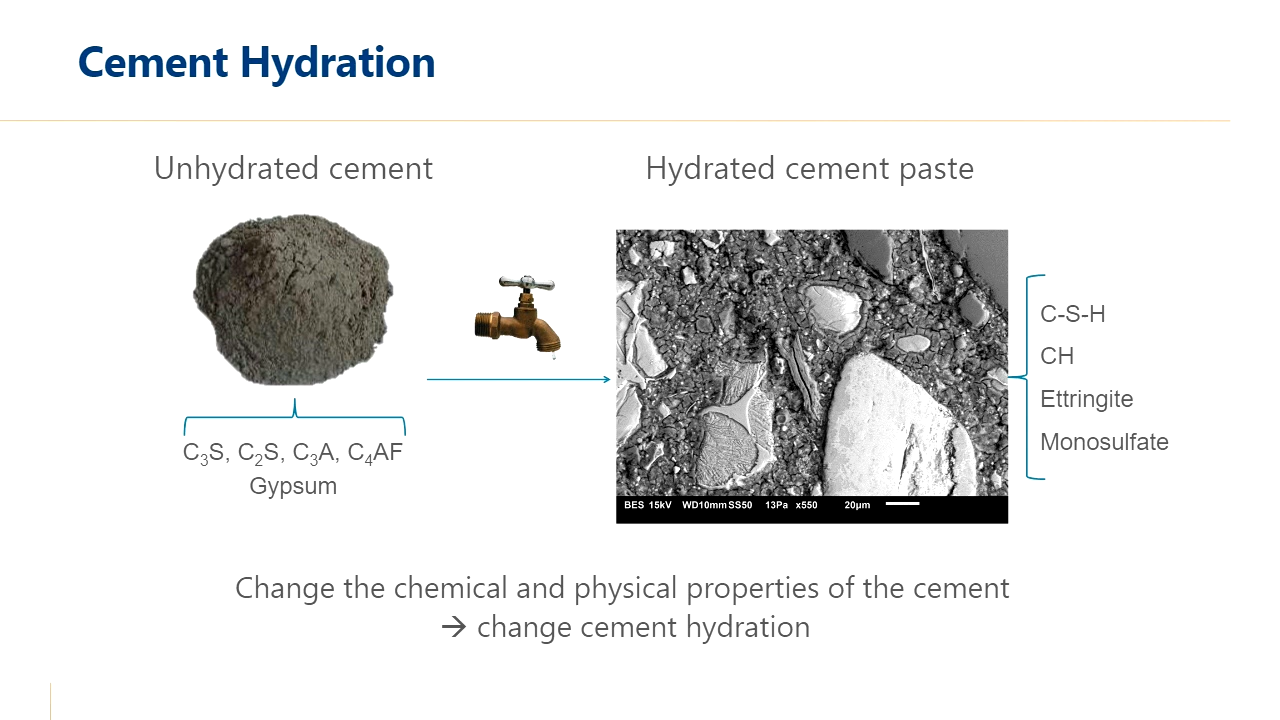 Cement Hydration
Unhydrated cement
Hydrated cement paste
C₃S, C₂S, C₃A, C₄AF
Gypsum
BES 15kV WD10mm SS50 13Pa x550 20µm
C-S-H
CH
Ettringite
Monosulfate
Change the chemical and physical properties of the cement
→ change cement hydration